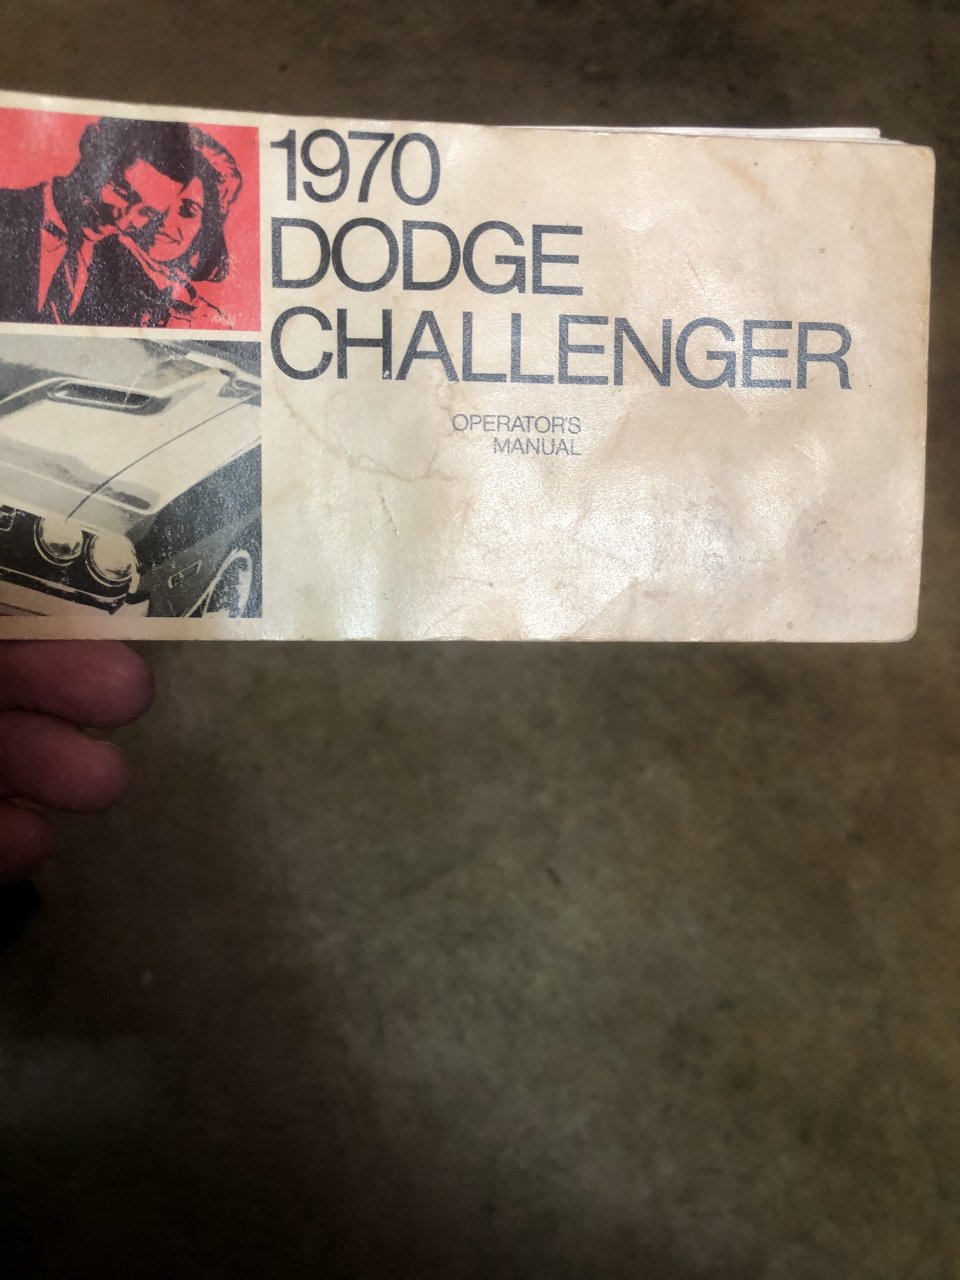 1970
DODGE
CHALLENGER
OPERATOR'S
MANUAL